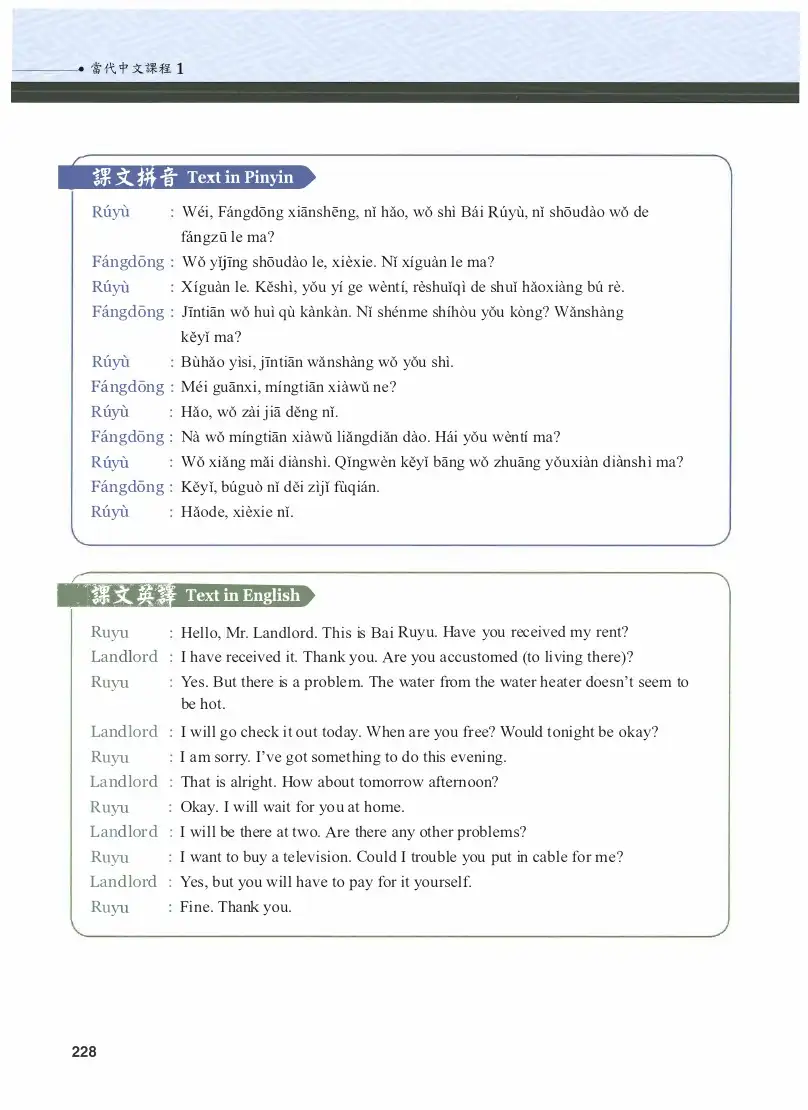 當代中文課程 1
課文拼音 Text in Pinyin
Rúyù : Wéi, Fángdōng xiānshēng, nǐ hǎo, wǒ shì Bái Rúyù, nǐ shōudào wǒ de
fángzū le ma?
Fángdōng : Wǒ yǐjīng shōudào le, xièxie. Nǐ xíguàn le ma?
Rúyù : Xíguàn le. Kěshì, yǒu yí ge wèntí, rèshuǐqì de shuǐ hǎoxiàng bú rè.
Fángdōng : Jīntiān wǒ huì qù kànkàn. Nǐ shénme shíhòu yǒu kòng? Wǎnshàng
kěyǐ ma?
Rúyù : Bùhǎo yìsi, jīntiān wǎnshàng wǒ yǒu shì.
Fángdōng : Méi guānxi, míngtiān xiàwǔ ne?
Rúyù : Hǎo, wǒ zài jiā děng nǐ.
Fángdōng : Nà wǒ míngtiān xiàwǔ liǎngdiǎn dào. Hái yǒu wèntí ma?
Rúyù : Wǒ xiǎng mǎi diànshì. Qǐngwèn kěyǐ bāng wǒ zhuāng yǒuxiàn diànshì ma?
Fángdōng : Kěyǐ, búguò nǐ děi zìjǐ fùqián.
Rúyù : Hǎode, xièxie nǐ.
課文英譯 Text in English
Ruyu : Hello, Mr. Landlord. This is Bai Ruyu. Have you received my rent?
Landlord : I have received it. Thank you. Are you accustomed (to living there)?
Ruyu : Yes. But there is a problem. The water from the water heater doesn't seem to
be hot.
Landlord : I will go check it out today. When are you free? Would tonight be okay?
Ruyu : I am sorry. I've got something to do this evening.
Landlord : That is alright. How about tomorrow afternoon?
Ruyu : Okay. I will wait for you at home.
Landlord : I will be there at two. Are there any other problems?
Ruyu : I want to buy a television. Could I trouble you put in cable for me?
Landlord : Yes, but you will have to pay for it yourself.
Ruyu : Fine. Thank you.
228